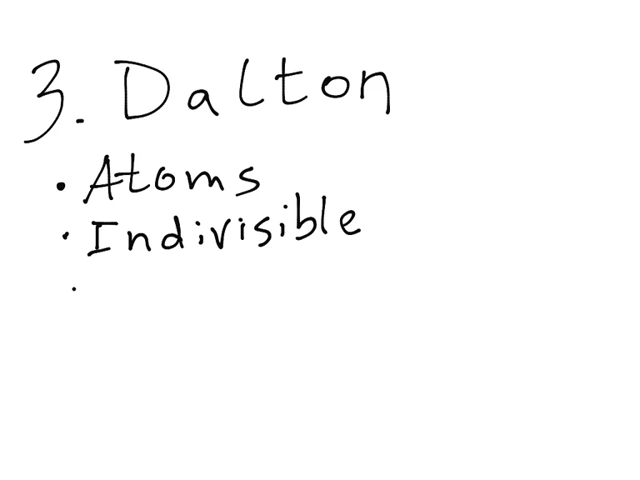 3. Dalton
• Atoms
• Indivisible
•